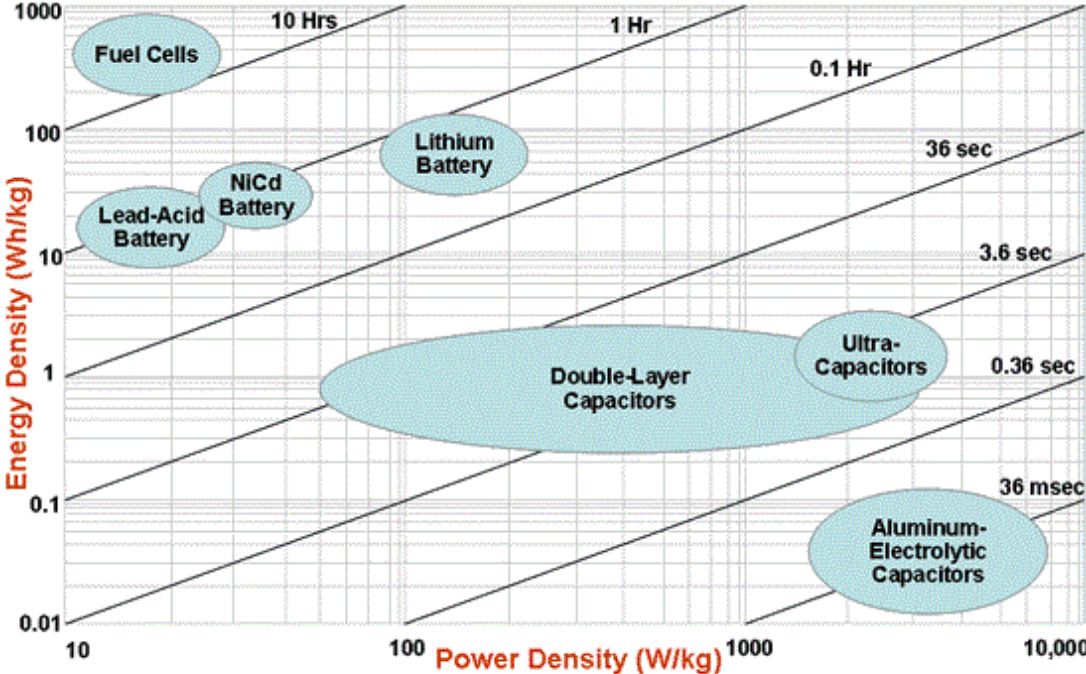 1000
10 Hrs
1 Hr
Fuel Cells
0.1 Hr
100
Lithium
Battery
36 sec
NiCd
Battery
Lead-Acid
Battery
10
3.6 sec
Ultra-
Capacitors
0.36 sec
1
Double-Layer
Capacitors
36 msec
0.1
Aluminum-
Electrolytic
Capacitors
0.01
Energy Density (Wh/kg)
10
100
1000
10,000
Power Density (W/kg)